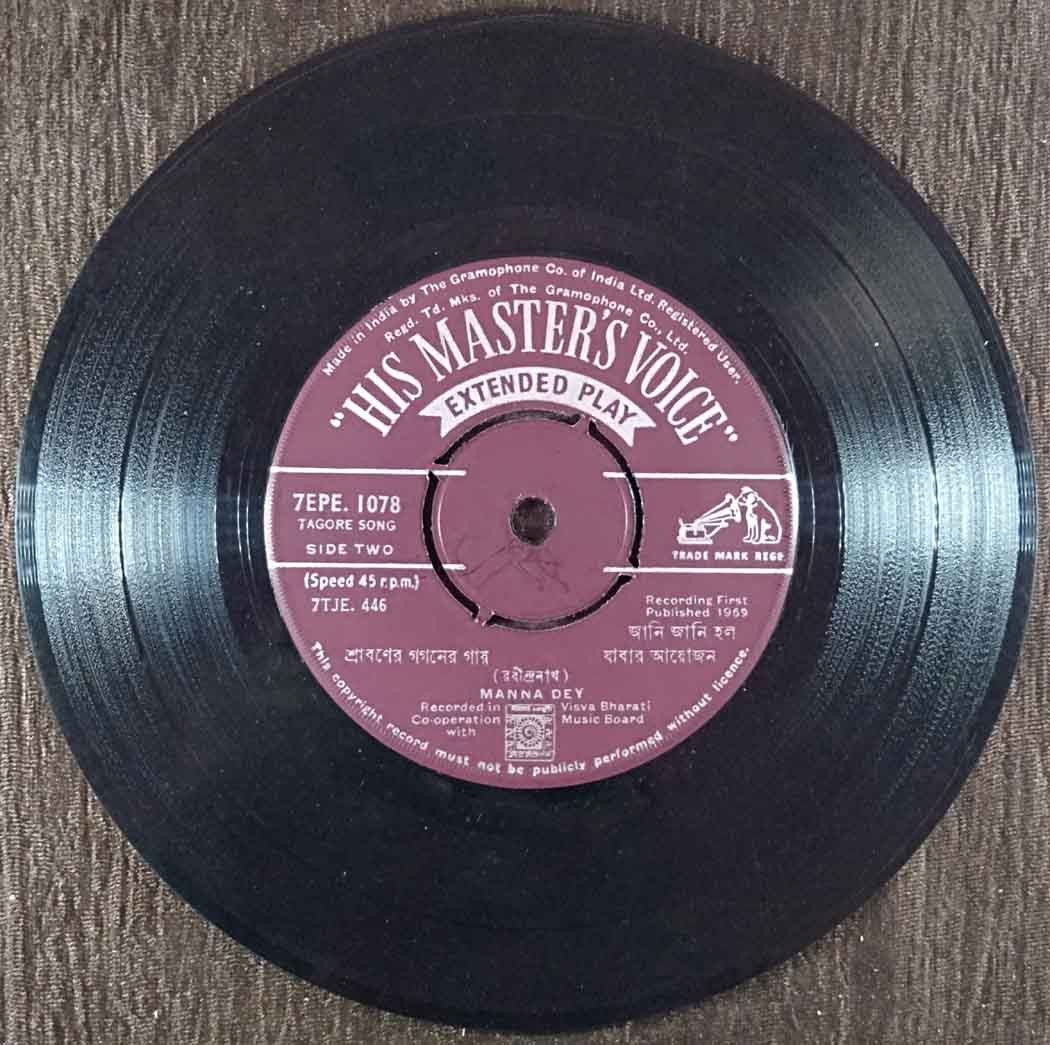 Made in India by The Gramophone Co. of India Ltd. Registered User.
Regd. Td. Mks. of The Gramophone Co., Ltd.
"HIS MASTER'S VOICE"
EXTENDED PLAY
7EPE. 1078
TAGORE SONG
SIDE TWO
TRADE MARK REGD
(Speed 45 r.p.m.)
7TJE. 446
Recording First
Published 1969
শ্রাবণের গগনের গায়
জানি জানি হল
যাবার আয়োজন
(রবীন্দ্রনাথ)
MANNA DEY
Recorded in
Co-operation
with
Visva Bharati
Music Board
This copyright record must not be publicly performed without licence.